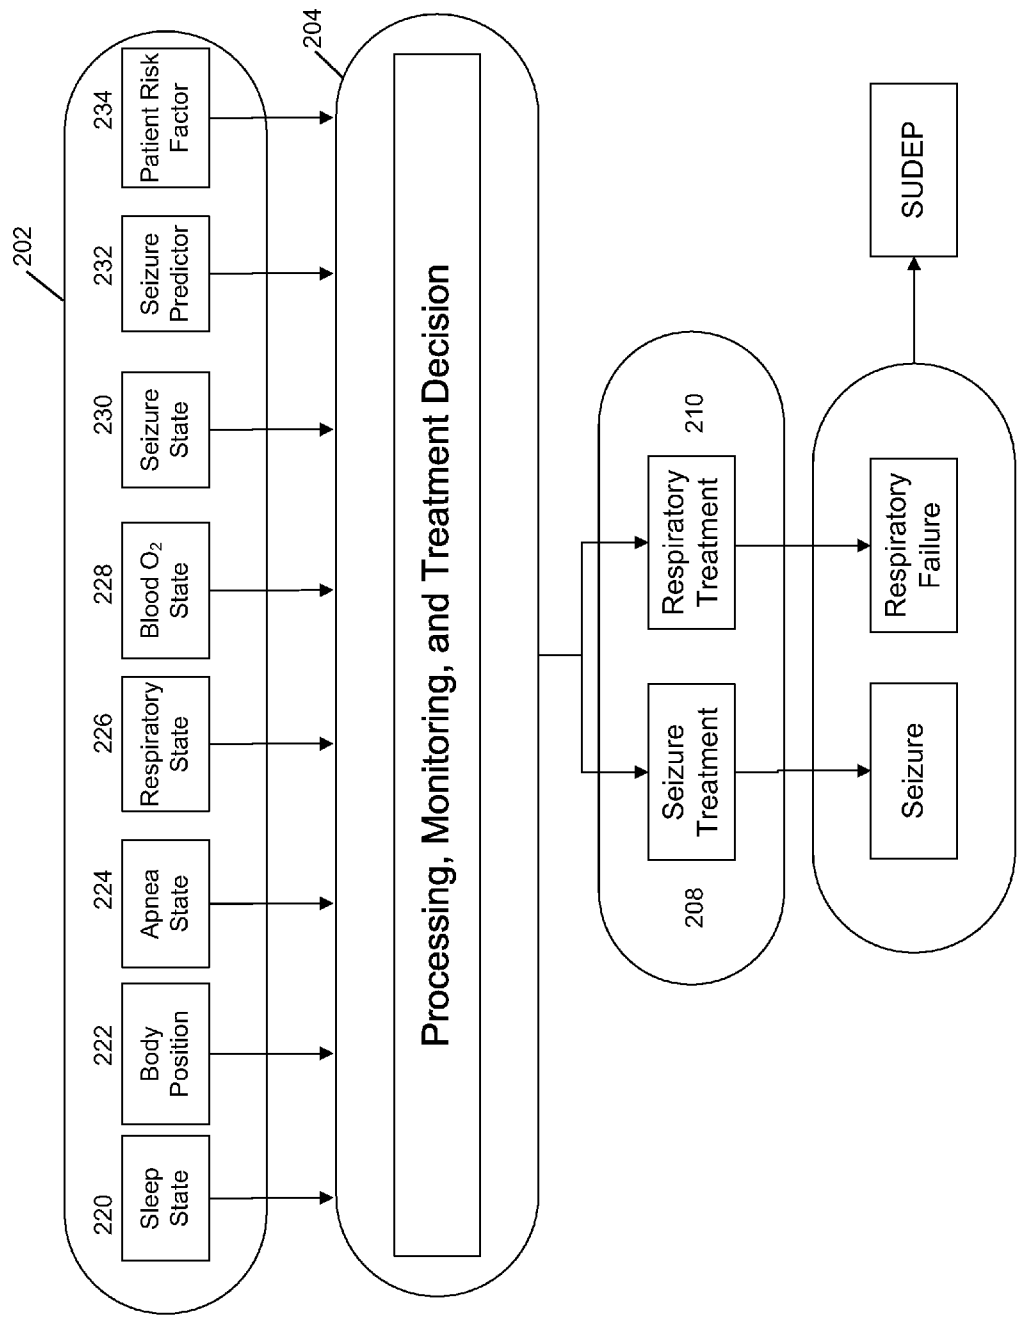 202
220
222
224
226
228
230
232
234
Sleep
State
Body
Position
Apnea
State
Respiratory
State
Blood O₂
State
Seizure
State
Seizure
Predictor
Patient Risk
Factor
204
Processing, Monitoring, and Treatment Decision
208
Seizure
Treatment
Respiratory
Treatment
210
Seizure
Respiratory
Failure
SUDEP